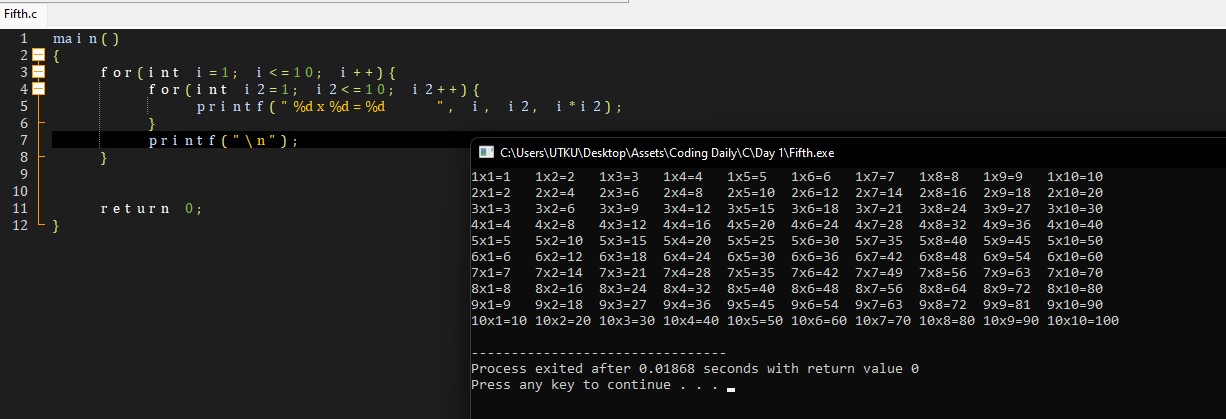 Fifth.c
1 main()
2 {
3 for(int i=1; i<=10; i++){
4 for(int i2=1; i2<=10; i2++){
5 printf("%dx%d=%d	", i, i2, i*i2);
6 }
7 printf("\n");
8 }
9
10
11 return 0;
12 }
C:\Users\UTKU\Desktop\Assets\Coding Daily\C\Day 1\Fifth.exe
1x1=1 1x2=2 1x3=3 1x4=4 1x5=5 1x6=6 1x7=7 1x8=8 1x9=9 1x10=10
2x1=2 2x2=4 2x3=6 2x4=8 2x5=10 2x6=12 2x7=14 2x8=16 2x9=18 2x10=20
3x1=3 3x2=6 3x3=9 3x4=12 3x5=15 3x6=18 3x7=21 3x8=24 3x9=27 3x10=30
4x1=4 4x2=8 4x3=12 4x4=16 4x5=20 4x6=24 4x7=28 4x8=32 4x9=36 4x10=40
5x1=5 5x2=10 5x3=15 5x4=20 5x5=25 5x6=30 5x7=35 5x8=40 5x9=45 5x10=50
6x1=6 6x2=12 6x3=18 6x4=24 6x5=30 6x6=36 6x7=42 6x8=48 6x9=54 6x10=60
7x1=7 7x2=14 7x3=21 7x4=28 7x5=35 7x6=42 7x7=49 7x8=56 7x9=63 7x10=70
8x1=8 8x2=16 8x3=24 8x4=32 8x5=40 8x6=48 8x7=56 8x8=64 8x9=72 8x10=80
9x1=9 9x2=18 9x3=27 9x4=36 9x5=45 9x6=54 9x7=63 9x8=72 9x9=81 9x10=90
10x1=10 10x2=20 10x3=30 10x4=40 10x5=50 10x6=60 10x7=70 10x8=80 10x9=90 10x10=100
--------------------------------
Process exited after 0.01868 seconds with return value 0
Press any key to continue . . .